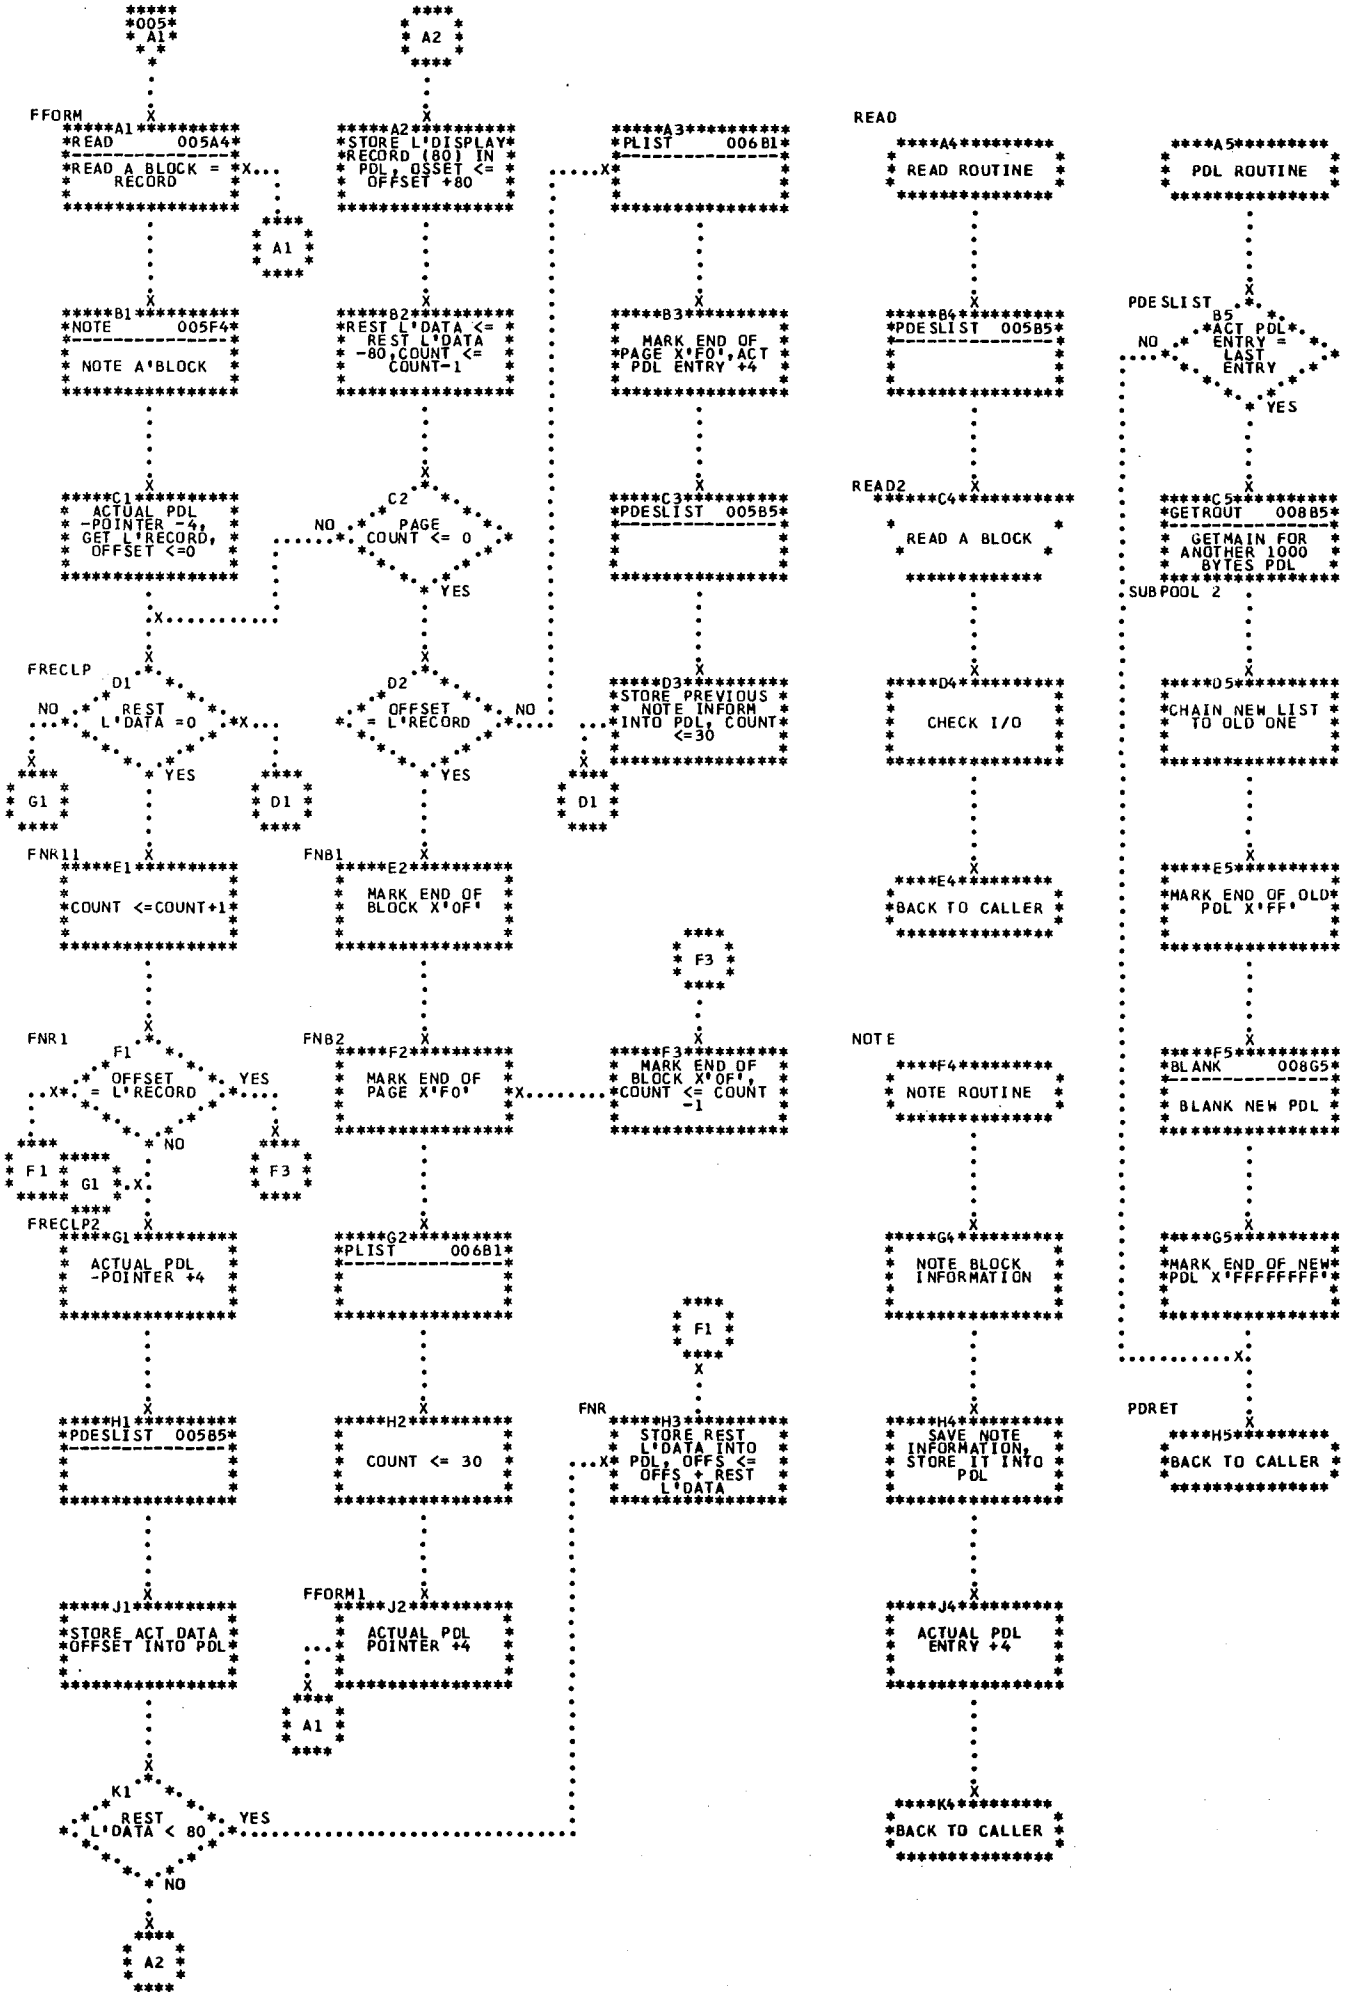 005
A1
FFORM
A1
READ 005A4
READ A BLOCK =
RECORD
A1
B1
NOTE 005F4
NOTE A'BLOCK
C1
ACTUAL PDL
-POINTER -4,
GET L'RECORD,
OFFSET <=0
FRECLP
D1
REST
L'DATA =0
NO
YES
G1
D1
FNR11
E1
COUNT <=COUNT+1
FNR1
F1
OFFSET
= L'RECORD
YES
NO
F1
G1
F3
FRECLP2
G1
ACTUAL PDL
-POINTER +4
H1
PDESLIST 005B5
J1
STORE ACT DATA
OFFSET INTO PDL
K1
REST
L'DATA < 80
YES
NO
A2
A2
A2
STORE L'DISPLAY
RECORD (80) IN
PDL, OSSET <=
OFFSET +80
B2
REST L'DATA <=
REST L'DATA
-80,COUNT <=
COUNT-1
C2
PAGE
COUNT <= 0
NO
YES
D2
OFFSET
= L'RECORD
NO
YES
FNB1
E2
MARK END OF
BLOCK X'0F'
FNB2
F2
MARK END OF
PAGE X'F0'
G2
PLIST 006B1
H2
COUNT <= 30
FFORM1
J2
ACTUAL PDL
POINTER +4
A1
A3
PLIST 006B1
B3
MARK END OF
PAGE X'F0',ACT
PDL ENTRY +4
C3
PDESLIST 005B5
D3
STORE PREVIOUS
NOTE INFORM
INTO PDL, COUNT
<=30
D1
F3
F3
MARK END OF
BLOCK X'0F',
COUNT <= COUNT
-1
F1
FNR
H3
STORE REST
L'DATA INTO
PDL, OFFS <=
OFFS + REST
L'DATA
READ
A4
READ ROUTINE
B4
PDESLIST 005B5
READ2
C4
READ A BLOCK
D4
CHECK I/O
E4
BACK TO CALLER
NOTE
F4
NOTE ROUTINE
G4
NOTE BLOCK
INFORMATION
H4
SAVE NOTE
INFORMATION,
STORE IT INTO
PDL
J4
ACTUAL PDL
ENTRY +4
K4
BACK TO CALLER
A5
PDL ROUTINE
PDESLIST
B5
ACT PDL
ENTRY =
LAST
ENTRY
NO
YES
C5
GETROUT 008B5
GETMAIN FOR
ANOTHER 1000
BYTES PDL
SUBPOOL 2
D5
CHAIN NEW LIST
TO OLD ONE
E5
MARK END OF OLD
PDL X'FF'
F5
BLANK 008G5
BLANK NEW PDL
G5
MARK END OF NEW
PDL X'FFFFFFFF'
PDRET
H5
BACK TO CALLER